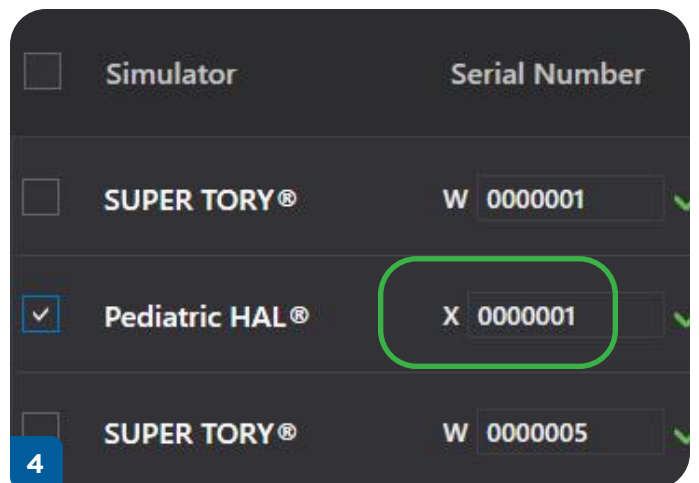 Simulator Serial Number
SUPER TORY® W 0000001
Pediatric HAL® X 0000001
SUPER TORY® W 0000005
4